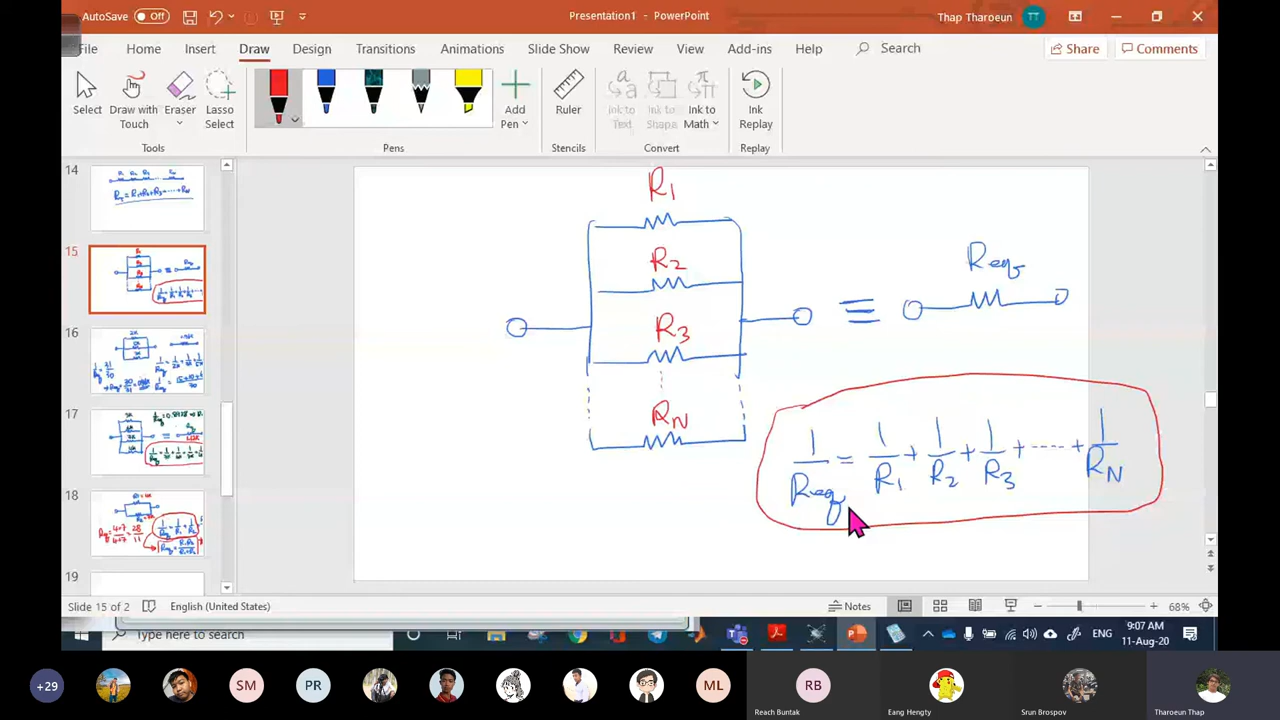 AutoSave Off Presentation1 - PowerPoint Thap Tharoeun TT
File Home Insert Draw Design Transitions Animations Slide Show Review View Add-ins Help Search Share Comments
Select Draw with Touch Eraser Lasso Select Add Pen Ruler Ink to Text Ink to Shape Ink to Math Ink Replay
Tools Pens Stencils Convert Replay
14
15
16
17
18
19
R1
R2
R3
RN
≡
Req
1/Req = 1/R1 + 1/R2 + 1/R3 + ..... + 1/RN
Slide 15 of 2 English (United States) Notes 68%
Type here to search ENG 9:07 AM
11-Aug-20
+29 SM PR ML RB
Reach Buntak Eang Hengty Srun Brospov Tharoeun Thap